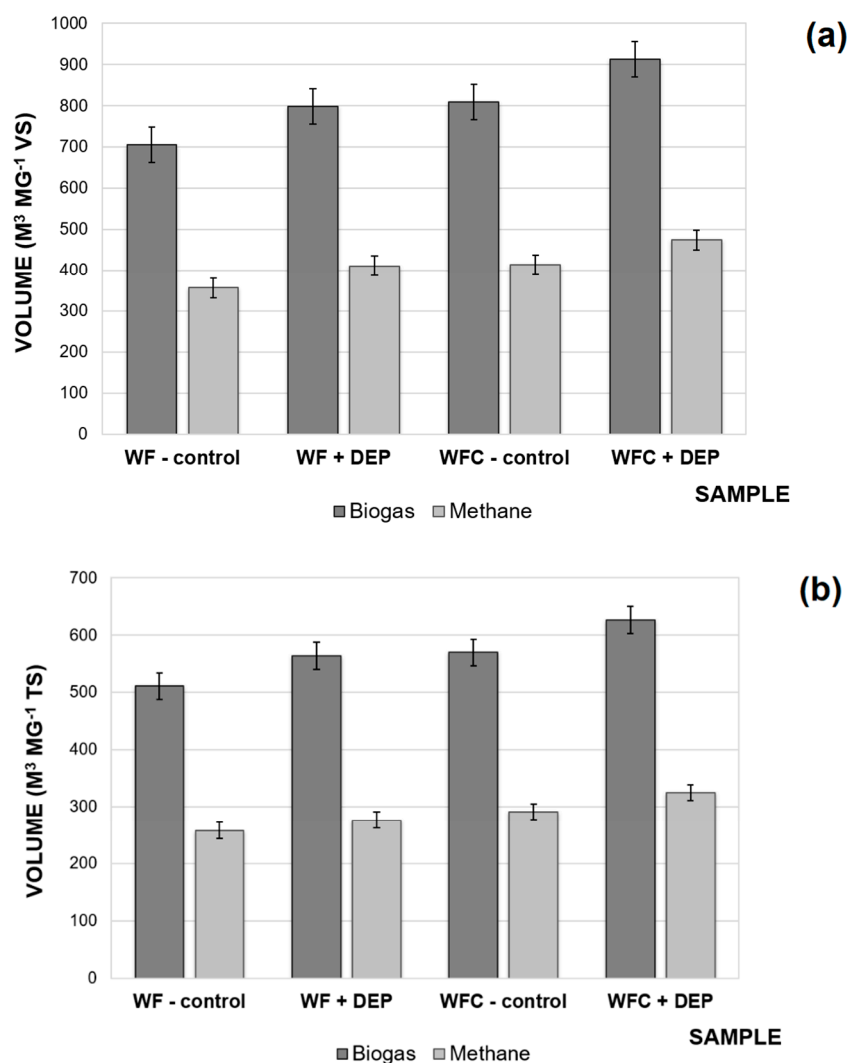 (a)
VOLUME (M³ MG⁻¹ VS)
1000
900
800
700
600
500
400
300
200
100
0
WF - control WF + DEP WFC - control WFC + DEP
SAMPLE
Biogas Methane
(b)
VOLUME (M³ MG⁻¹ TS)
700
600
500
400
300
200
100
0
WF - control WF + DEP WFC - control WFC + DEP
SAMPLE
Biogas Methane